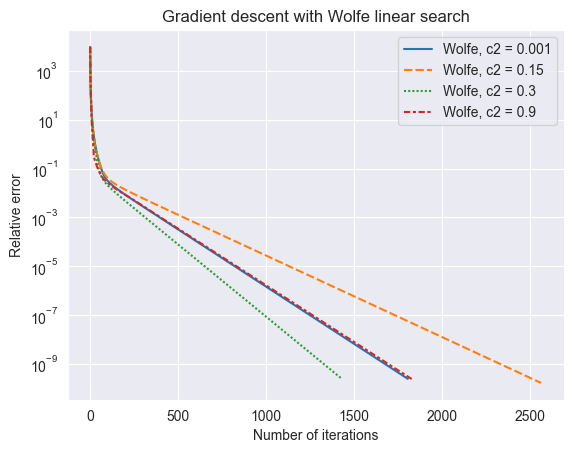 Gradient descent with Wolfe linear search
Wolfe, c2 = 0.001
Wolfe, c2 = 0.15
Wolfe, c2 = 0.3
Wolfe, c2 = 0.9
Relative error
10³
10¹
10⁻¹
10⁻³
10⁻⁵
10⁻⁷
10⁻⁹
0 500 1000 1500 2000 2500
Number of iterations